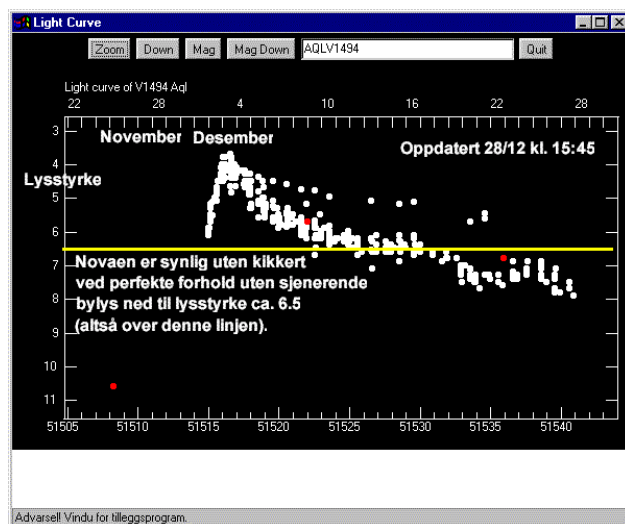 Light Curve
Zoom Down Mag Mag Down AQLV1494 Quit
Light curve of V1494 Aql
22 28 4 10 16 22 28
November Desember
Oppdatert 28/12 kl. 15:45
Lysstyrke
3
4
5
6
7
8
9
10
11
Novaen er synlig uten kikkert
ved perfekte forhold uten sjenerende
bylys ned til lysstyrke ca. 6.5
(altså over denne linjen).
51505 51510 51515 51520 51525 51530 51535 51540
Advarsel! Vindu for tilleggsprogram.